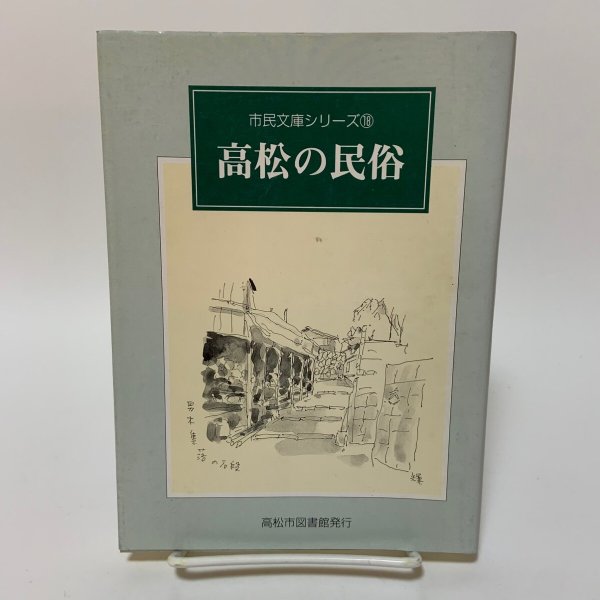 市民文庫シリーズ⑱
高松の民俗
男木集落の石段
輝
高松市図書館発行